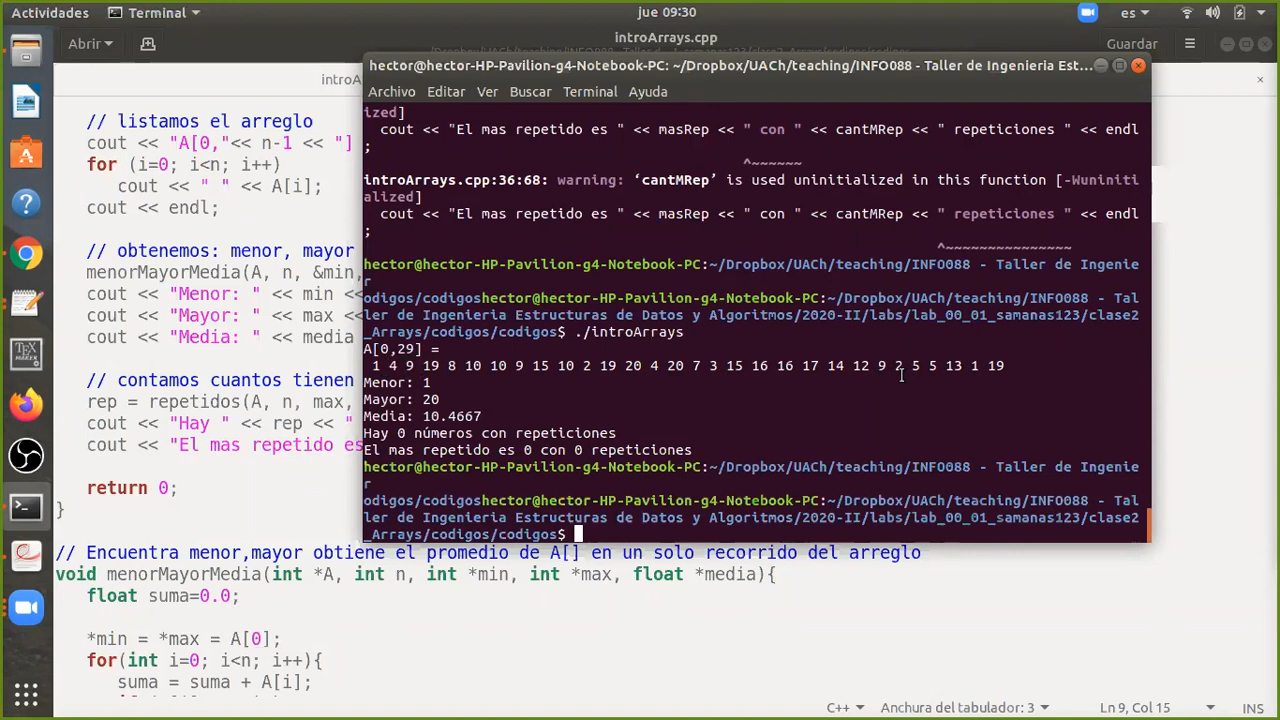 Actividades
Terminal
jue 09:30
es
Abrir
introArrays.cpp
Guardar
introA
hector@hector-HP-Pavilion-g4-Notebook-PC: ~/Dropbox/UACh/teaching/INFO088 - Taller de Ingenieria Est...
Archivo Editar Ver Buscar Terminal Ayuda
ized]
cout << "El mas repetido es " << masRep << " con " << cantMRep << " repeticiones " << endl
;
^~~~~~~
introArrays.cpp:36:68: warning: ‘cantMRep’ is used uninitialized in this function [-Wuniniti
alized]
cout << "El mas repetido es " << masRep << " con " << cantMRep << " repeticiones " << endl
;
^~~~~~~~~~~~~~~~
hector@hector-HP-Pavilion-g4-Notebook-PC:~/Dropbox/UACh/teaching/INFO088 - Taller de Ingenie
r
odigos/codigoshector@hector-HP-Pavilion-g4-Notebook-PC:~/Dropbox/UACh/teaching/INFO088 - Tal
ler de Ingenieria Estructuras de Datos y Algoritmos/2020-II/labs/lab_00_01_samanas123/clase2
_Arrays/codigos/codigos$ ./introArrays
A[0,29] =
1 4 9 19 8 10 10 9 15 10 2 19 20 4 20 7 3 15 16 16 17 14 12 9 2 5 5 13 1 19
Menor: 1
Mayor: 20
Media: 10.4667
Hay 0 números con repeticiones
El mas repetido es 0 con 0 repeticiones
hector@hector-HP-Pavilion-g4-Notebook-PC:~/Dropbox/UACh/teaching/INFO088 - Taller de Ingenie
r
odigos/codigoshector@hector-HP-Pavilion-g4-Notebook-PC:~/Dropbox/UACh/teaching/INFO088 - Tal
ler de Ingenieria Estructuras de Datos y Algoritmos/2020-II/labs/lab_00_01_samanas123/clase2
_Arrays/codigos/codigos$
// listamos el arreglo
cout << "A[0,"<< n-1 << "]
for (i=0; i<n; i++)
cout << " " << A[i];
cout << endl;
// obtenemos: menor, mayor
menorMayorMedia(A, n, &min,
cout << "Menor: " << min <<
cout << "Mayor: " << max <<
cout << "Media: " << media
// contamos cuantos tienen
rep = repetidos(A, n, max,
cout << "Hay " << rep << "
cout << "El mas repetido es
return 0;
}
// Encuentra menor,mayor obtiene el promedio de A[] en un solo recorrido del arreglo
void menorMayorMedia(int *A, int n, int *min, int *max, float *media){
float suma=0.0;
*min = *max = A[0];
for(int i=0; i<n; i++){
suma = suma + A[i];
C++
Anchura del tabulador: 3
Ln 9, Col 15
INS